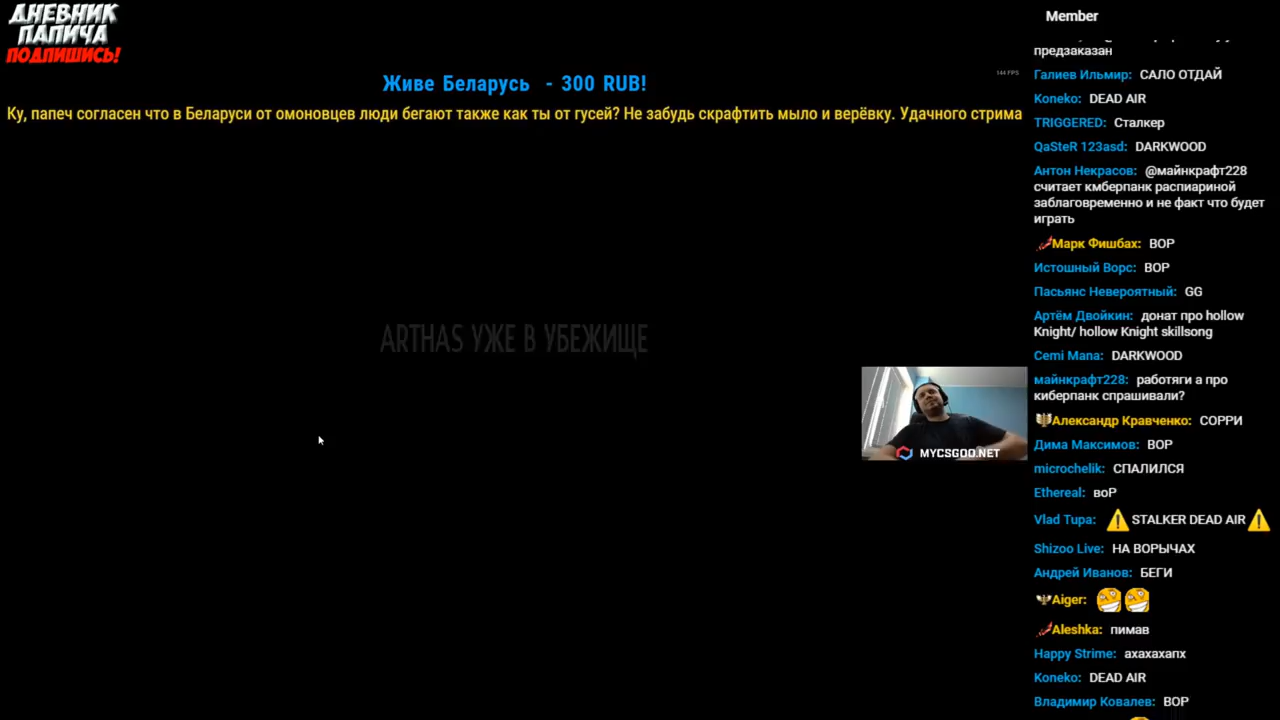 ДНЕВНИК
ПАПИЧА
ПОДПИШИСЬ!
Живе Беларусь - 300 RUB!
Ку, папеч согласен что в Беларуси от омоновцев люди бегают также как ты от гусей? Не забудь скрафтить мыло и верёвку. Удачного стрима
144 FPS
ARTHAS УЖЕ В УБЕЖИЩЕ
MYCSGOO.NET
Member
предзаказан
Галиев Ильмир: САЛО ОТДАЙ
Koneko: DEAD AIR
TRIGGERED: Сталкер
QaSteR 123asd: DARKWOOD
Антон Некрасов: @майнкрафт228
считает кмберпанк распиариной
заблаговременно и не факт что будет
играть
Марк Фишбах: ВОР
Истошный Ворс: ВОР
Пасьянс Невероятный: GG
Артём Двойкин: донат про hollow
Knight/ hollow Knight skillsong
Cemi Mana: DARKWOOD
майнкрафт228: работяги а про
киберпанк спрашивали?
Александр Кравченко: СОРРИ
Дима Максимов: ВОР
microchelik: СПАЛИЛСЯ
Ethereal: воР
Vlad Tupa: STALKER DEAD AIR
Shizoo Live: НА ВОРЫЧАХ
Андрей Иванов: БЕГИ
Aiger:
Aleshka: пимав
Happy Strime: ахахахапх
Koneko: DEAD AIR
Владимир Ковалев: ВОР